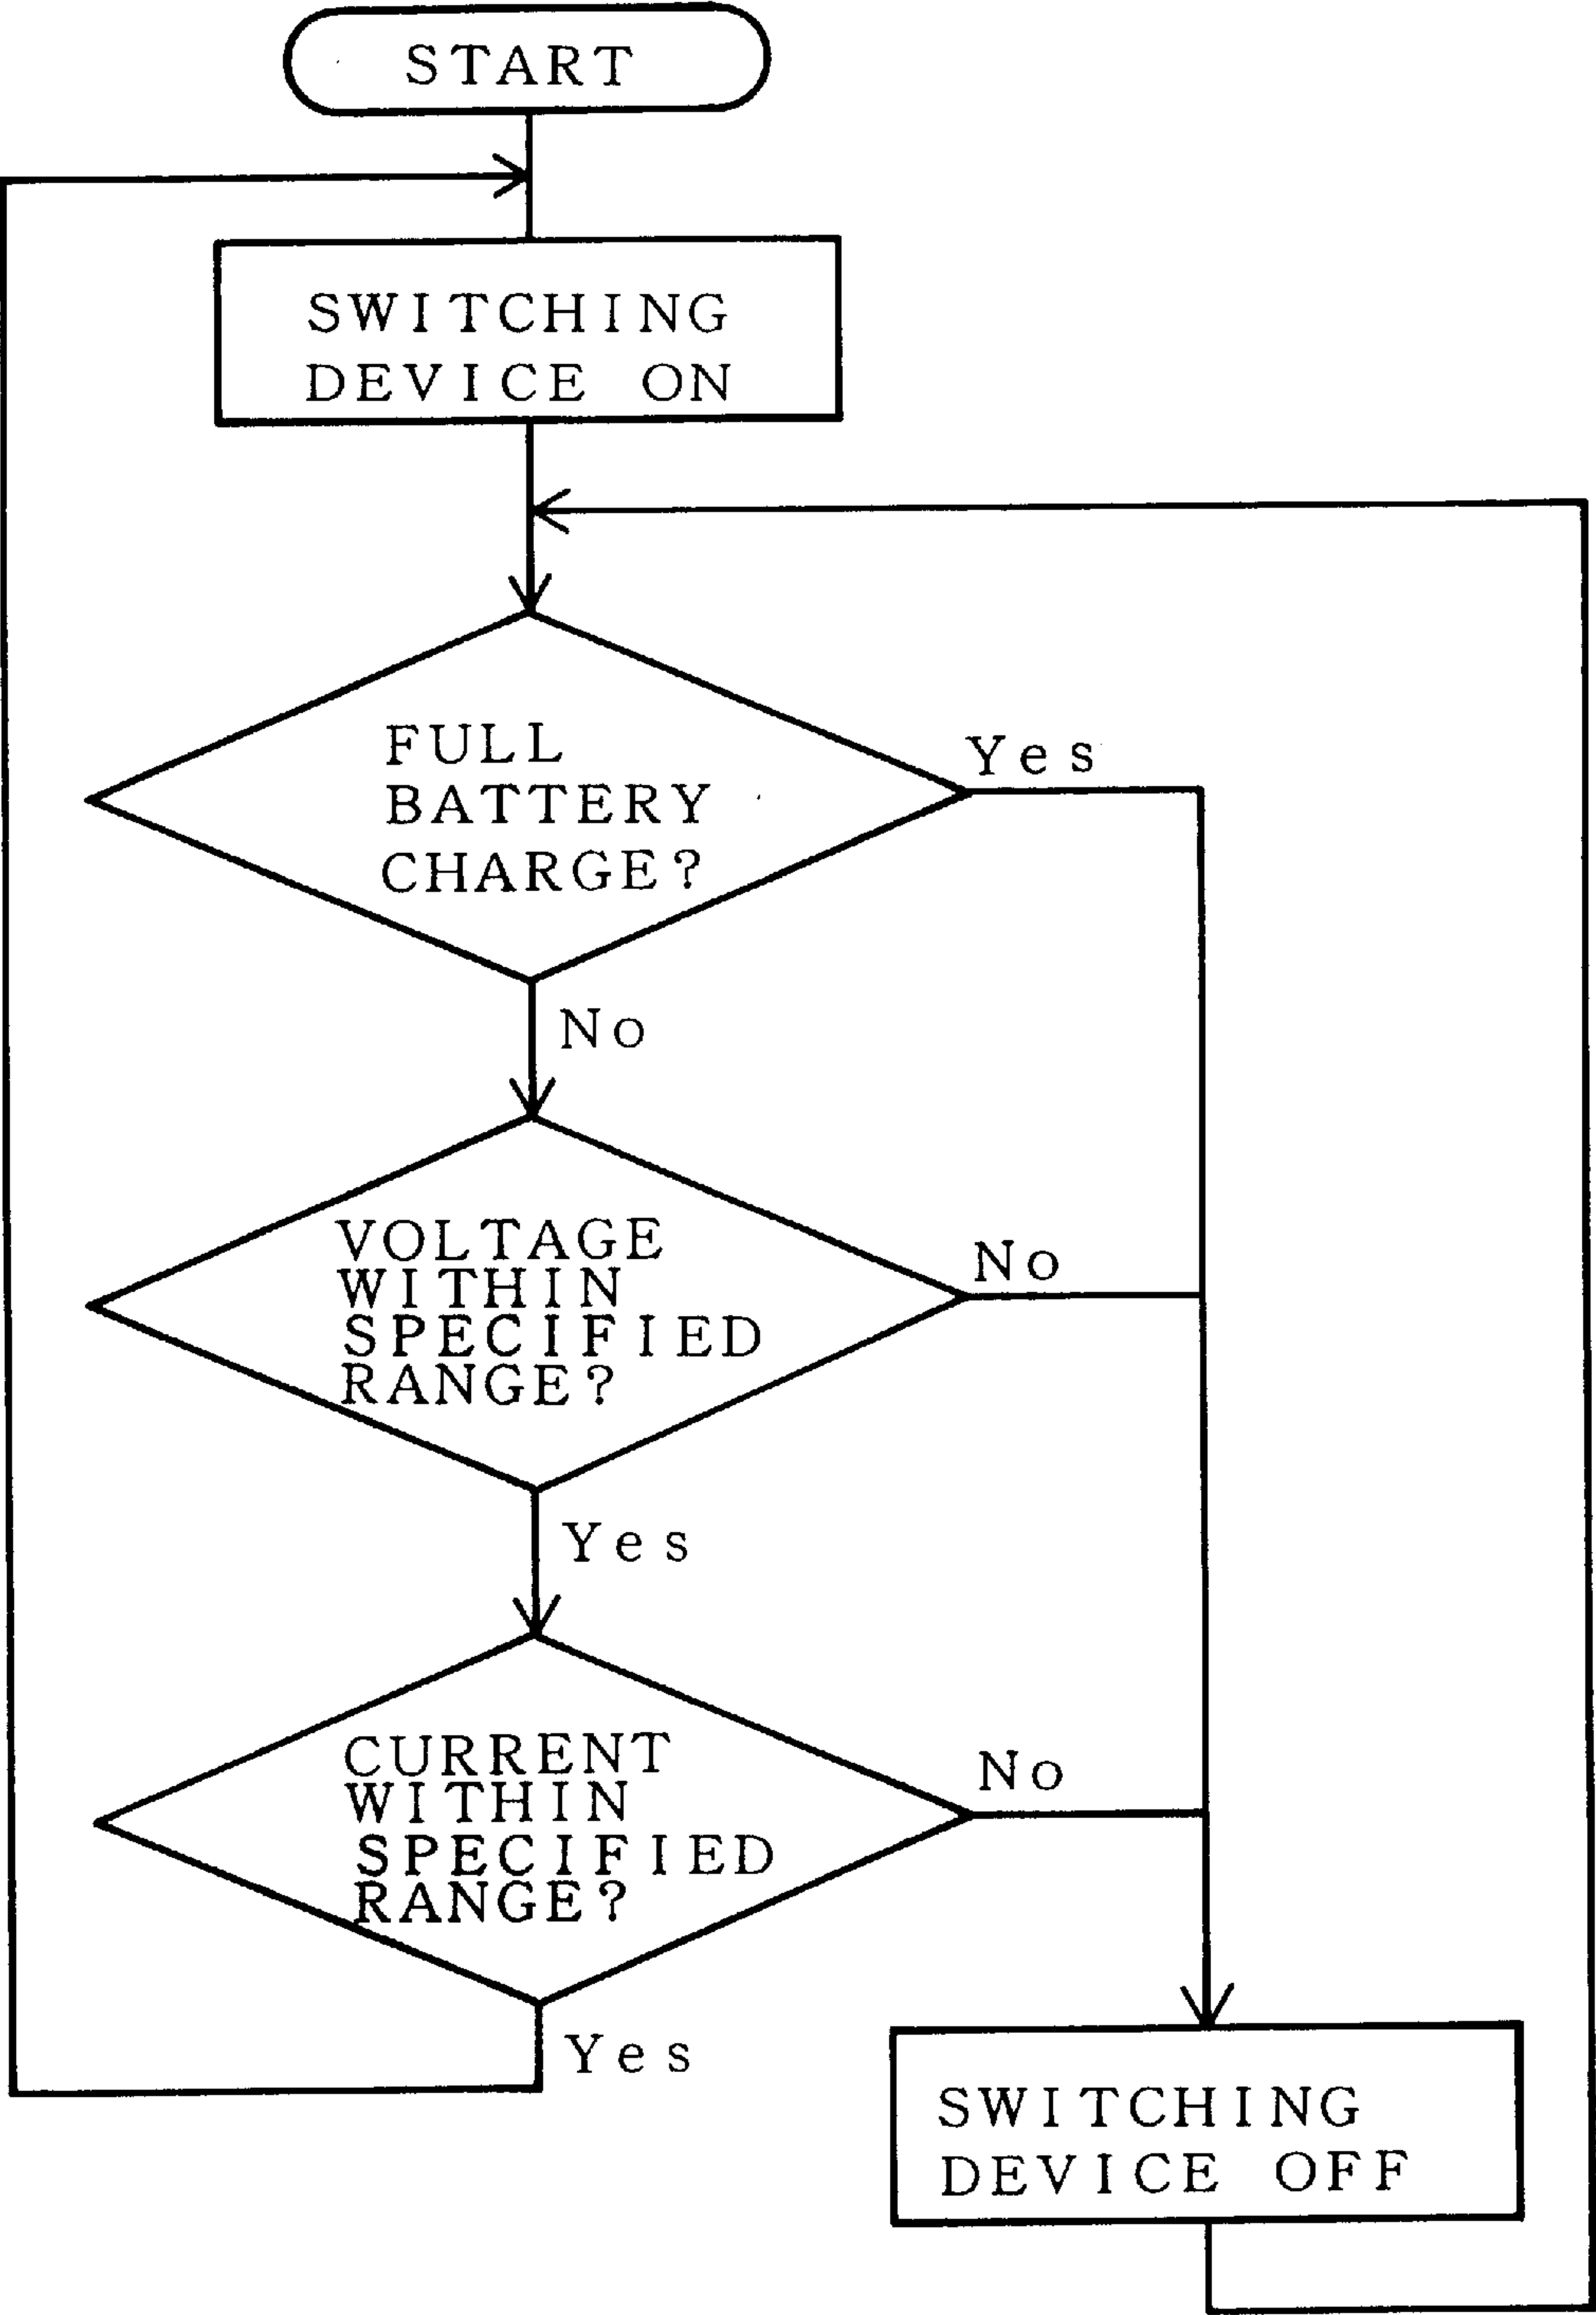 START
SWITCHING
DEVICE ON
FULL
BATTERY
CHARGE?
Yes
No
VOLTAGE
WITHIN
SPECIFIED
RANGE?
No
Yes
CURRENT
WITHIN
SPECIFIED
RANGE?
No
Yes
SWITCHING
DEVICE OFF